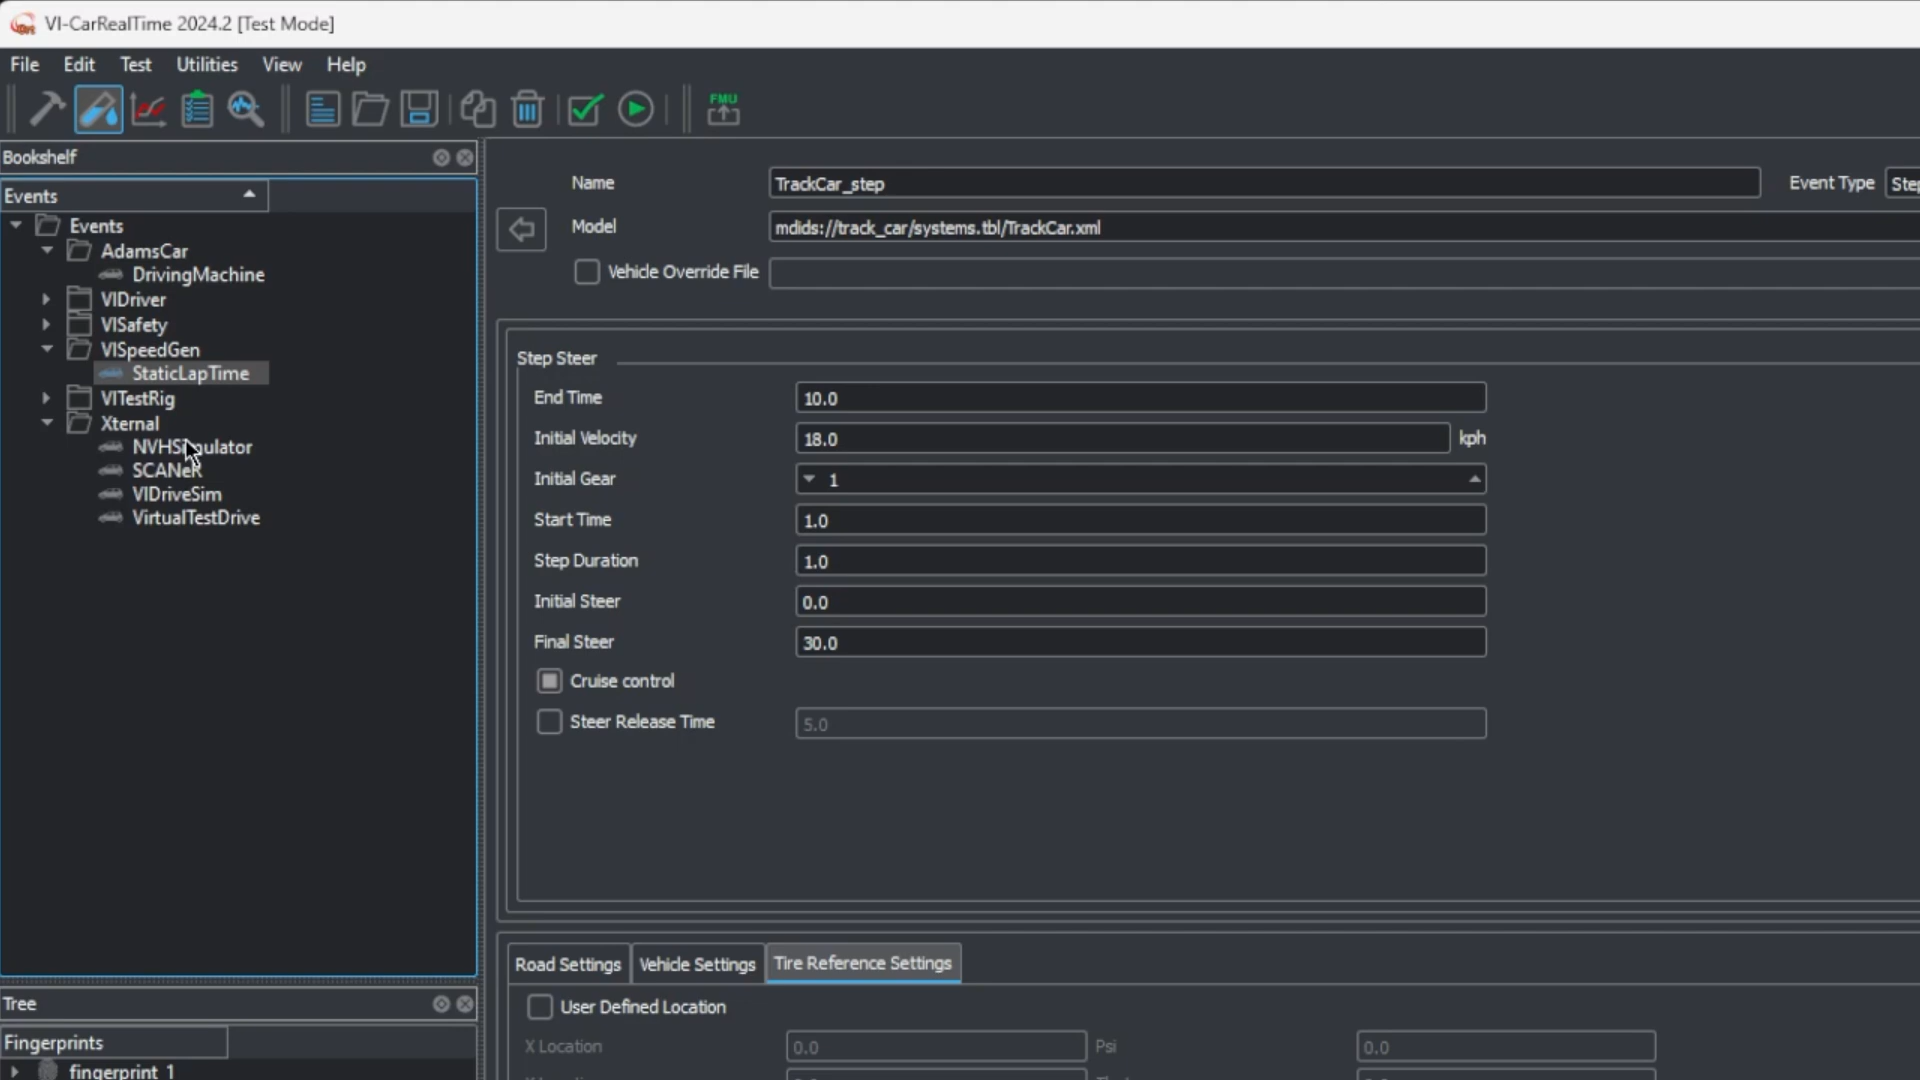 VI-CarRealTime 2024.2 [Test Mode]
File Edit Test Utilities View Help
FMU
Bookshelf
Events
Events
AdamsCar
DrivingMachine
VIDriver
VISafety
VISpeedGen
StaticLapTime
VITestRig
Xternal
NVHSimulator
SCANeR
VIDriveSim
VirtualTestDrive
Tree
Fingerprints
fingerprint_1
Name TrackCar_step Event Type Step
Model mdids://track_car/systems.tbl/TrackCar.xml
Vehicle Override File
Step Steer
End Time 10.0
Initial Velocity 18.0 kph
Initial Gear 1
Start Time 1.0
Step Duration 1.0
Initial Steer 0.0
Final Steer 30.0
Cruise control
Steer Release Time 5.0
Road Settings Vehicle Settings Tire Reference Settings
User Defined Location
X Location 0.0 Psi 0.0